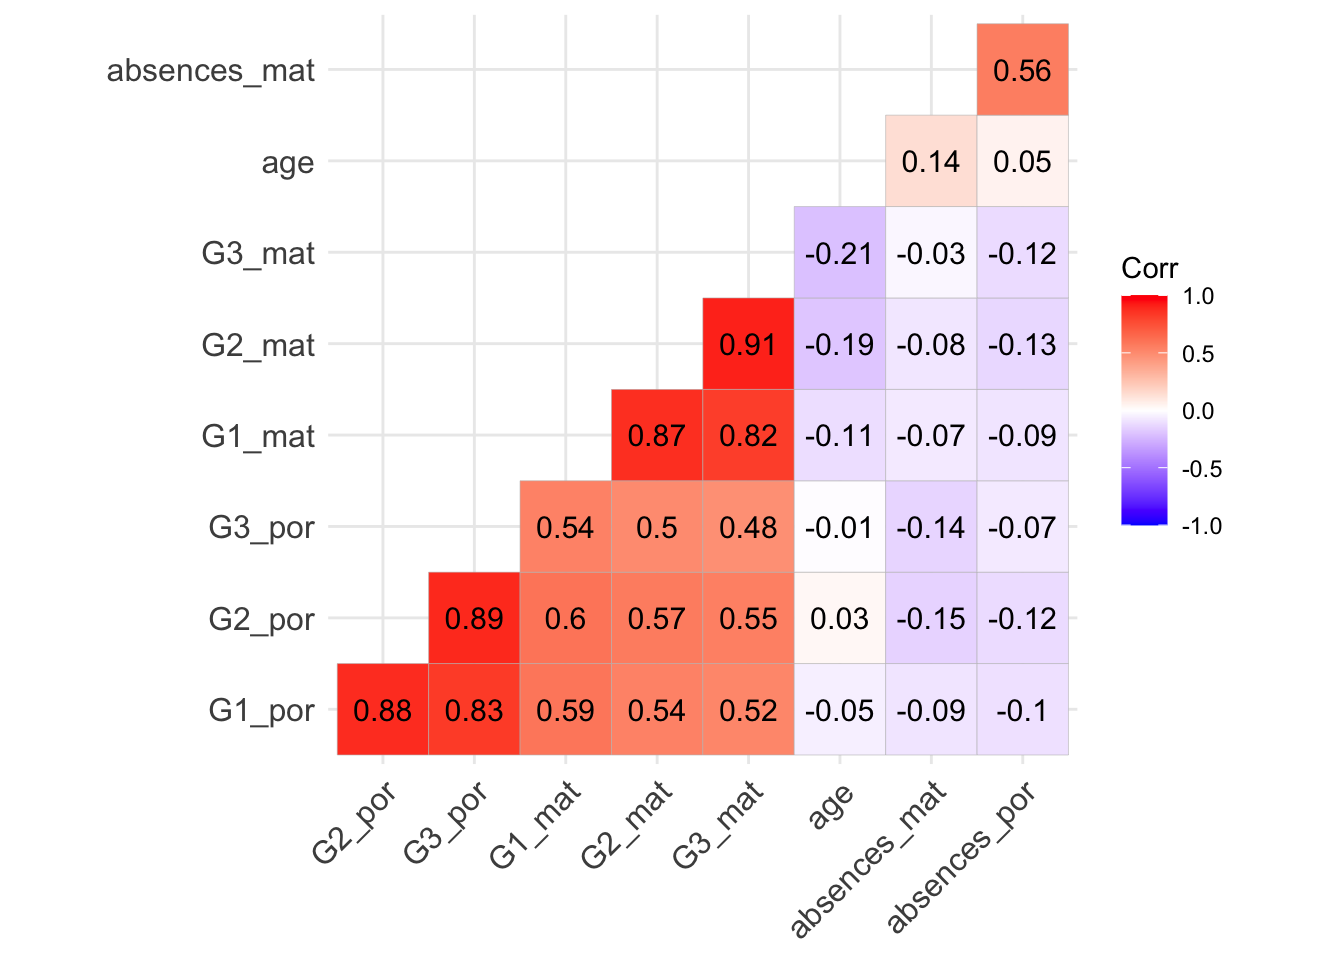 absences_mat 0.56
age 0.14 0.05
G3_mat -0.21 -0.03 -0.12
G2_mat 0.91 -0.19 -0.08 -0.13
G1_mat 0.87 0.82 -0.11 -0.07 -0.09
G3_por 0.54 0.5 0.48 -0.01 -0.14 -0.07
G2_por 0.89 0.6 0.57 0.55 0.03 -0.15 -0.12
G1_por 0.88 0.83 0.59 0.54 0.52 -0.05 -0.09 -0.1
G2_por
G3_por
G1_mat
G2_mat
G3_mat
age
absences_mat
absences_por
Corr
1.0
0.5
0.0
-0.5
-1.0